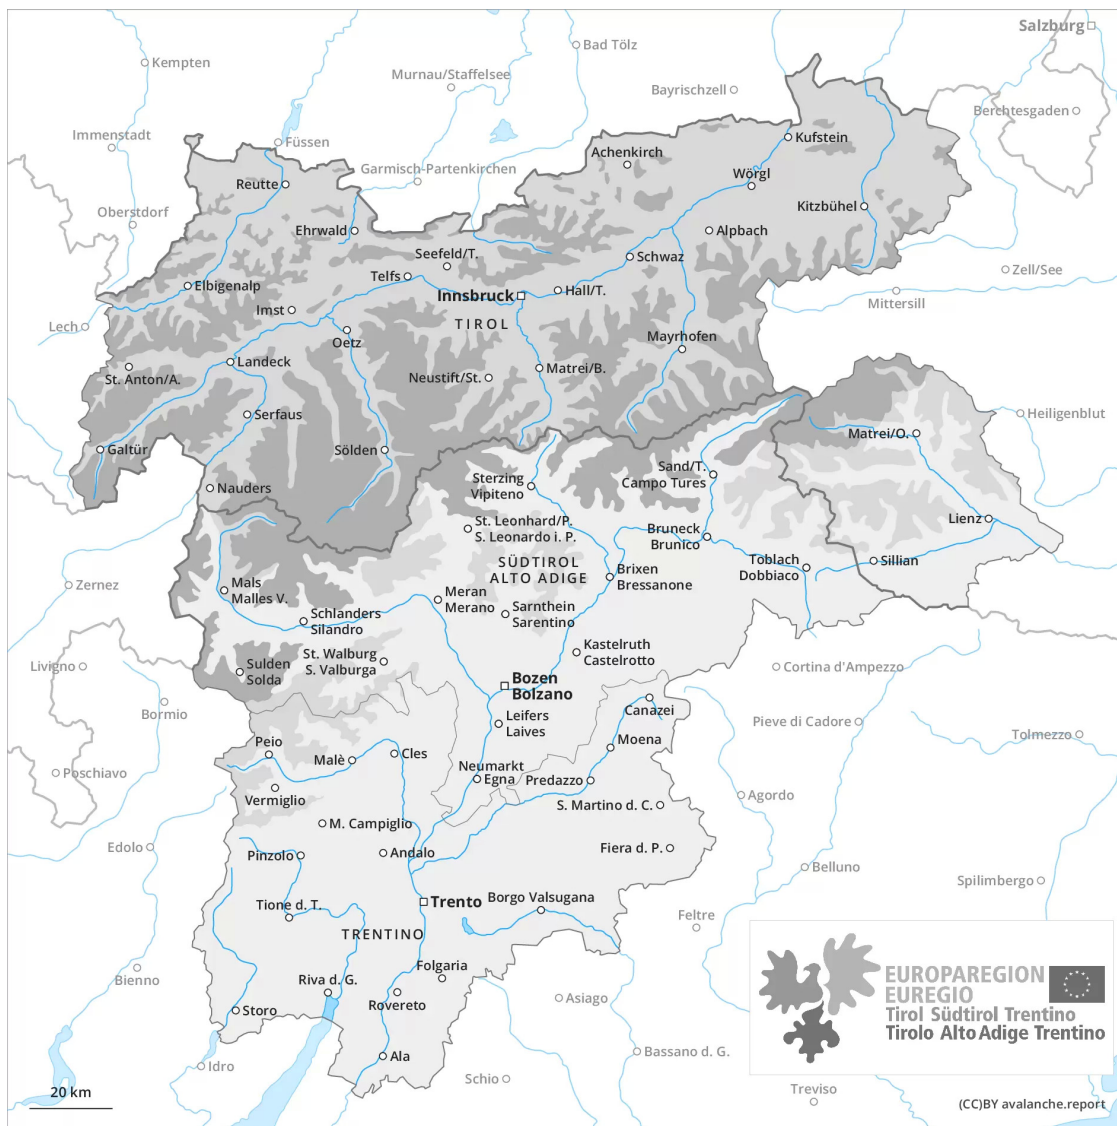 Salzburg
Bad Tölz
Kempten
Murnau/Staffelsee
Bayrischzell
Berchtesgaden
Immenstadt
Füssen
Kufstein
Achenkirch
Garmisch-Partenkirchen
Wörgl
Reutte
Oberstdorf
Kitzbühel
Ehrwald
Alpbach
Seefeld/T.
Schwaz
Telfs
Zell/See
Elbigenalp
Innsbruck
Hall/T.
Mittersill
Imst
TIROL
Lech
Oetz
Mayrhofen
Landeck
Matrei/B.
St. Anton/A.
Neustift/St.
Serfaus
Heiligenblut
Matrei/O.
Galtür
Sölden
Sand/T.
Campo Tures
Sterzing
Vipiteno
Nauders
St. Leonhard/P.
S. Leonardo i. P.
Lienz
Bruneck
Brunico
SÜDTIROL
ALTO ADIGE
Toblach
Dobbiaco
Sillian
Brixen
Bressanone
Zernez
Mals
Malles V.
Meran
Merano
Sarnthein
Sarentino
Schlanders
Silandro
Kastelruth
Castelrotto
St. Walburg
S. Valburga
Livigno
Sulden
Solda
Cortina d'Ampezzo
Bozen
Bolzano
Bormio
Canazei
Leifers
Laives
Pieve di Cadore
Tolmezzo
Peio
Cles
Moena
Malè
Neumarkt
Egna
Predazzo
Poschiavo
Vermiglio
S. Martino d. C.
Agordo
M. Campiglio
Edolo
Pinzolo
Andalo
Fiera d. P.
Belluno
Spilimbergo
Trento
Borgo Valsugana
Tione d. T.
Feltre
TRENTINO
Folgaria
Bienno
Riva d. G.
Rovereto
Asiago
Storo
EUROPAREGION
EUREGIO
Tirol Südtirol Trentino
Tirolo Alto Adige Trentino
Ala
Bassano d. G.
Idro
Schio
Treviso
20 km
(CC)BY avalanche.report